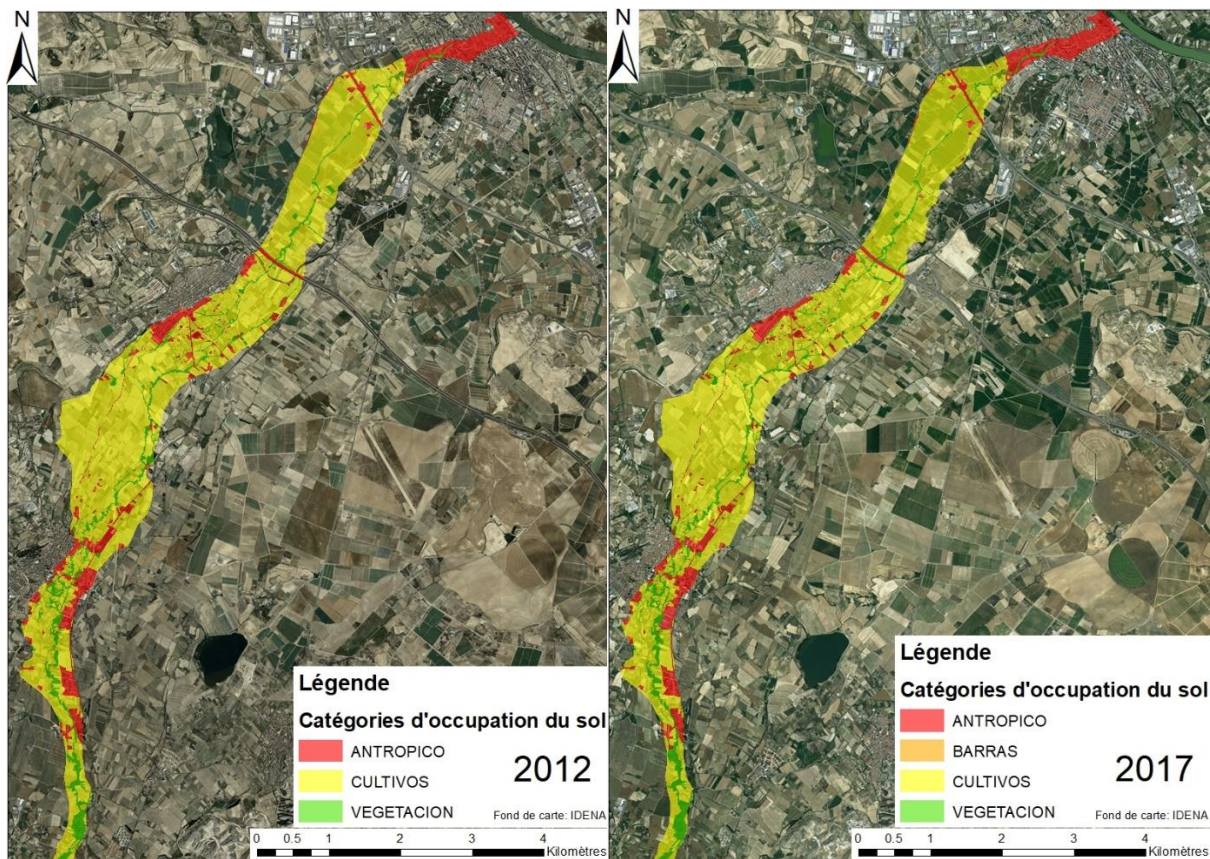 N
Légende
Catégories d'occupation du sol
ANTROPICO
CULTIVOS
VEGETACION
2012
Fond de carte: IDENA
0 0.5 1 2 3 4
Kilomètres
N
Légende
Catégories d'occupation du sol
ANTROPICO
BARRAS
CULTIVOS
VEGETACION
2017
Fond de carte: IDENA
0 0.5 1 2 3 4
Kilomètres